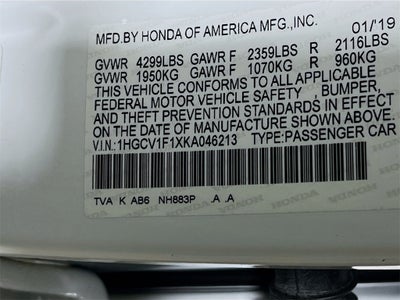 MFD.BY HONDA OF AMERICA MFG.,INC. 01/'19
GVWR 4299LBS GAWR F 2359LBS R 2116LBS
GVWR 1950KG GAWR F 1070KG R 960KG
THIS VEHICLE CONFORMS TO ALL APPLICABLE
FEDERAL MOTOR VEHICLE SAFETY , BUMPER,
AND THEFT PREVENTION STANDARDS IN EFFECT
ON THE DATE OF MANUFACTURE SHOWN ABOVE.
V.I.N:1HGCV1F1XKA046213 TYPE:PASSENGER CAR
TVA K AB6 NH883P .A .A